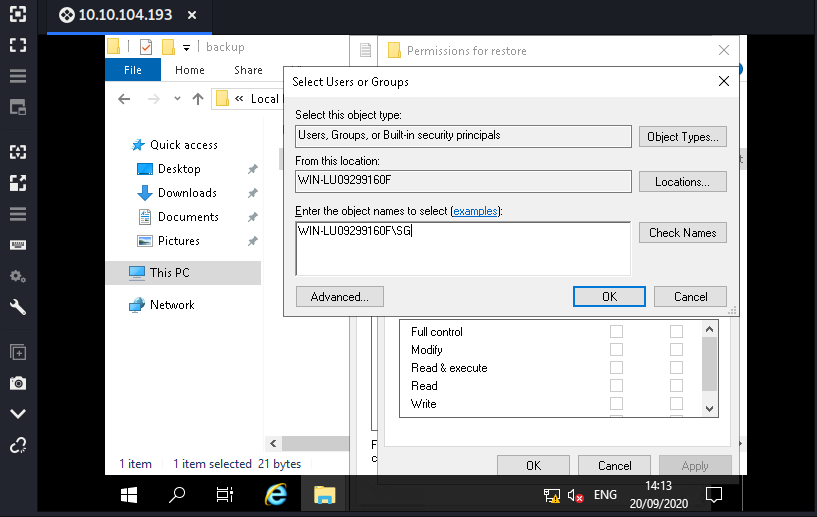 10.10.104.193 ×
backup
Permissions for restore
File Home Share
« Local
Select Users or Groups
Select this object type:
Users, Groups, or Built-in security principals
Object Types...
From this location:
WIN-LU09299160F
Locations...
Enter the object names to select (examples):
WIN-LU09299160F\SG
Check Names
Advanced...
OK
Cancel
Quick access
Desktop
Downloads
Documents
Pictures
This PC
Network
Full control
Modify
Read & execute
Read
Write
1 item 1 item selected 21 bytes
OK Cancel Apply
ENG
14:13
20/09/2020